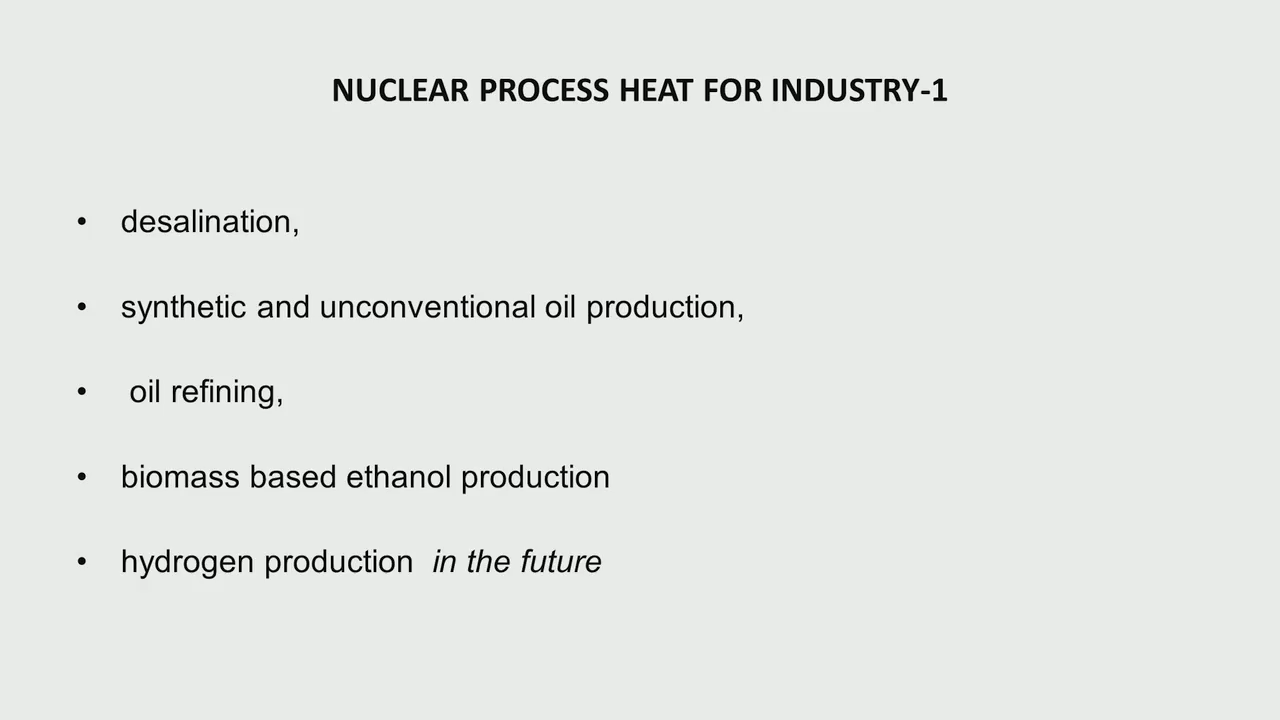 NUCLEAR PROCESS HEAT FOR INDUSTRY-1
• desalination,
• synthetic and unconventional oil production,
• oil refining,
• biomass based ethanol production
• hydrogen production in the future